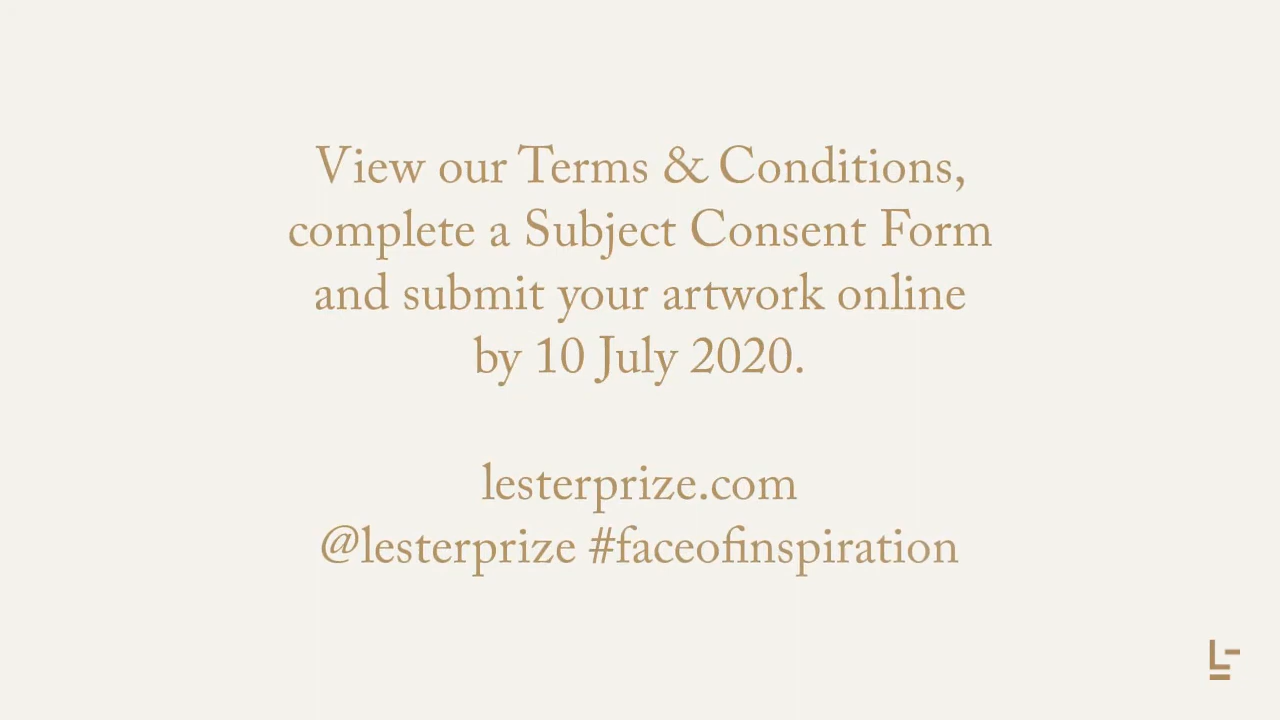 View our Terms & Conditions,
complete a Subject Consent Form
and submit your artwork online
by 10 July 2020.
lesterprize.com
@lesterprize #faceofinspiration